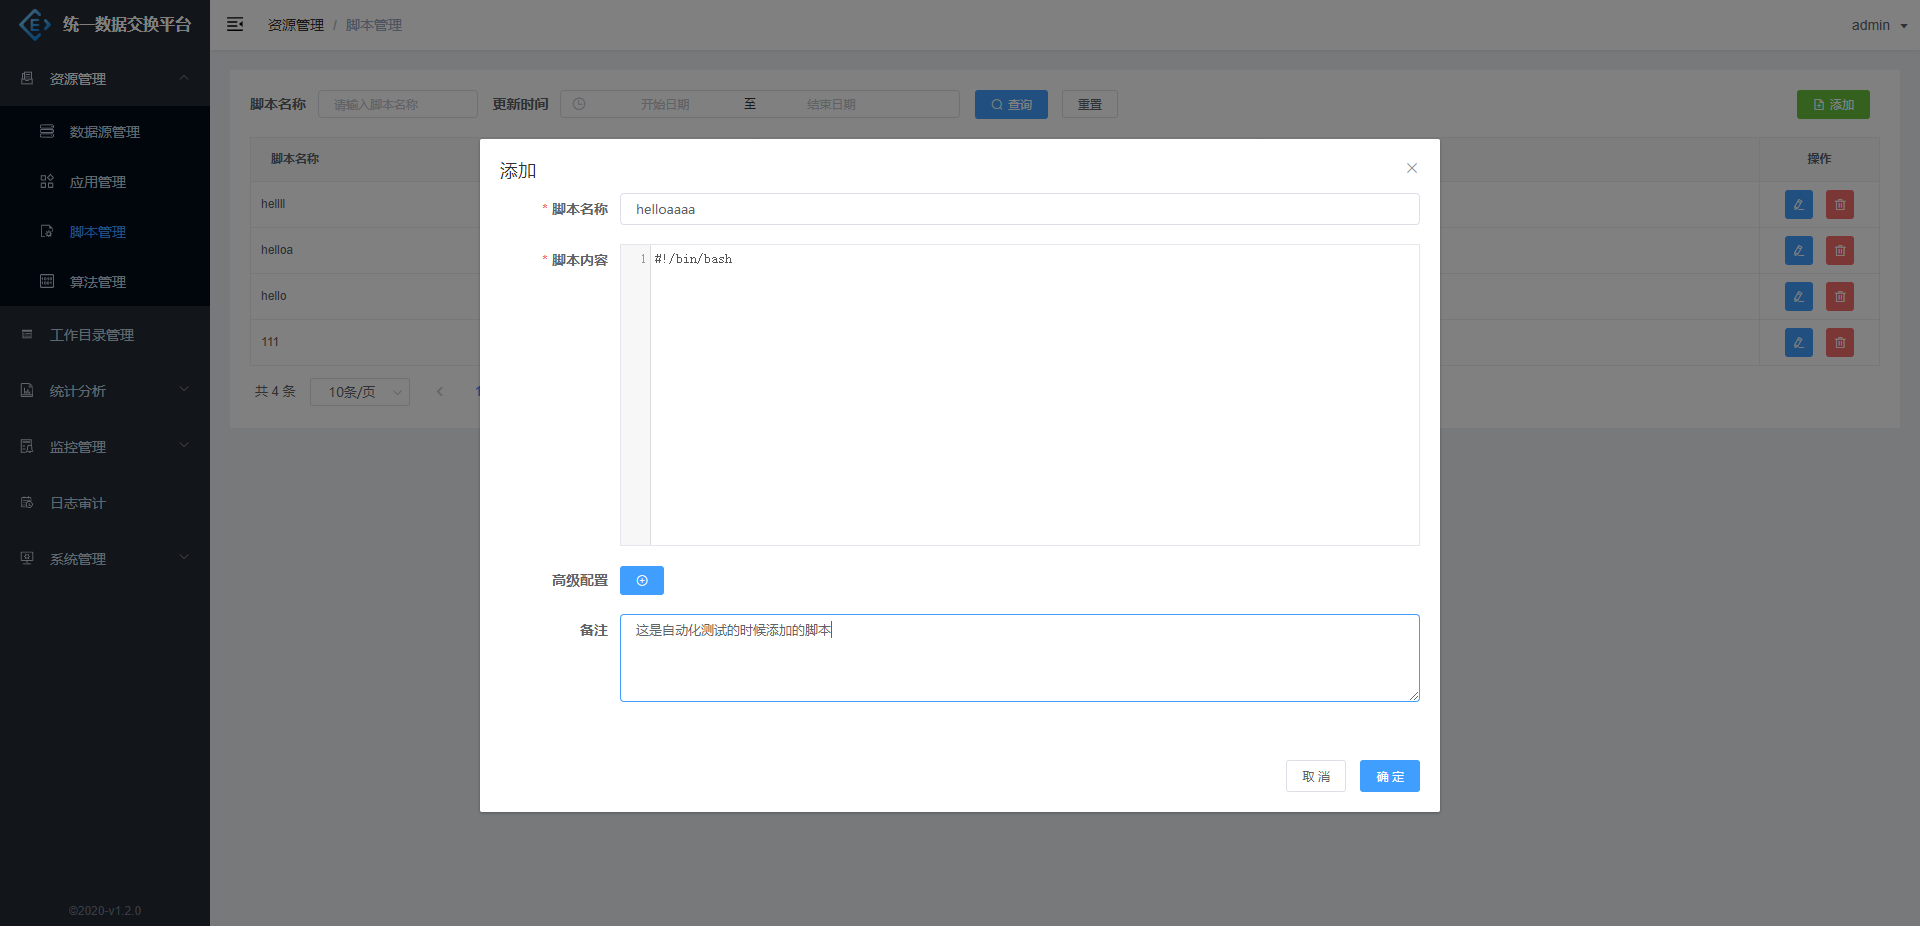 统一数据交换平台
资源管理 / 脚本管理
admin
资源管理
数据源管理
应用管理
脚本管理
算法管理
工作目录管理
统计分析
监控管理
日志审计
系统管理
©2020-v1.2.0
脚本名称 请输入脚本名称 更新时间 开始日期 至 结束日期 查询 重置 添加
脚本名称 操作
hellll
helloa
hello
111
共 4 条 10条/页 1
添加
* 脚本名称 helloaaaa
* 脚本内容 1 #!/bin/bash
高级配置
备注 这是自动化测试的时候添加的脚本
取 消 确 定